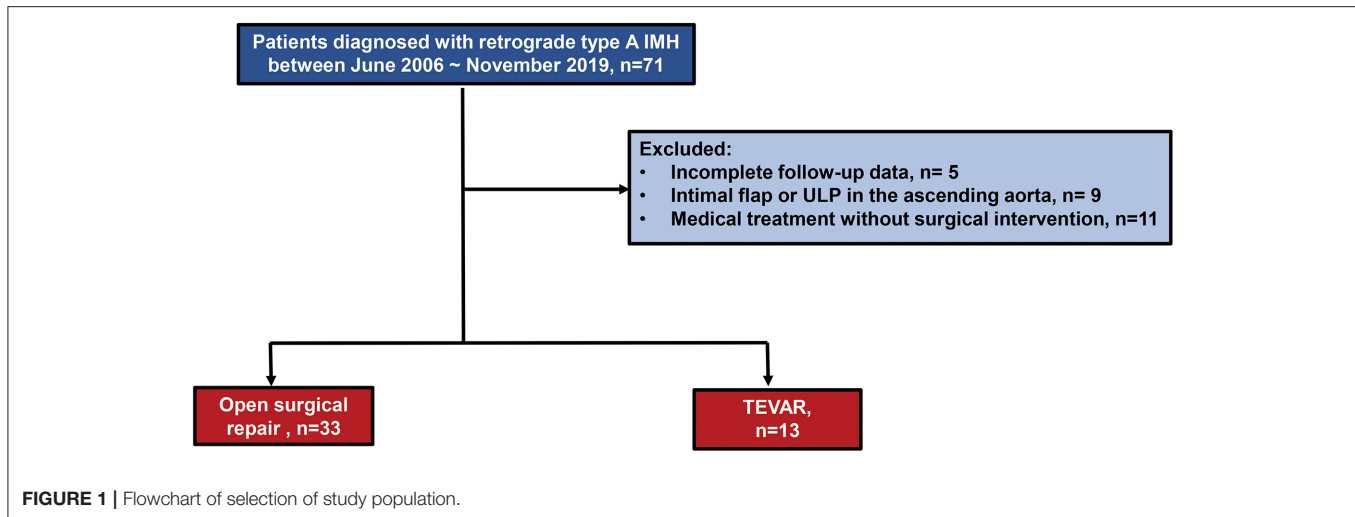 Patients diagnosed with retrograde type A IMH
between June 2006 ~ November 2019, n=71
Excluded:
• Incomplete follow-up data, n= 5
• Intimal flap or ULP in the ascending aorta, n= 9
• Medical treatment without surgical intervention, n=11
Open surgical
repair , n=33
TEVAR,
n=13
FIGURE 1 | Flowchart of selection of study population.